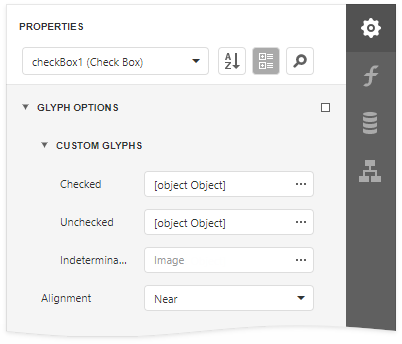 PROPERTIES
checkBox1 (Check Box)
A
Z
GLYPH OPTIONS
CUSTOM GLYPHS
Checked [object Object] ...
Unchecked [object Object] ...
Indetermina... Image ...
Alignment Near